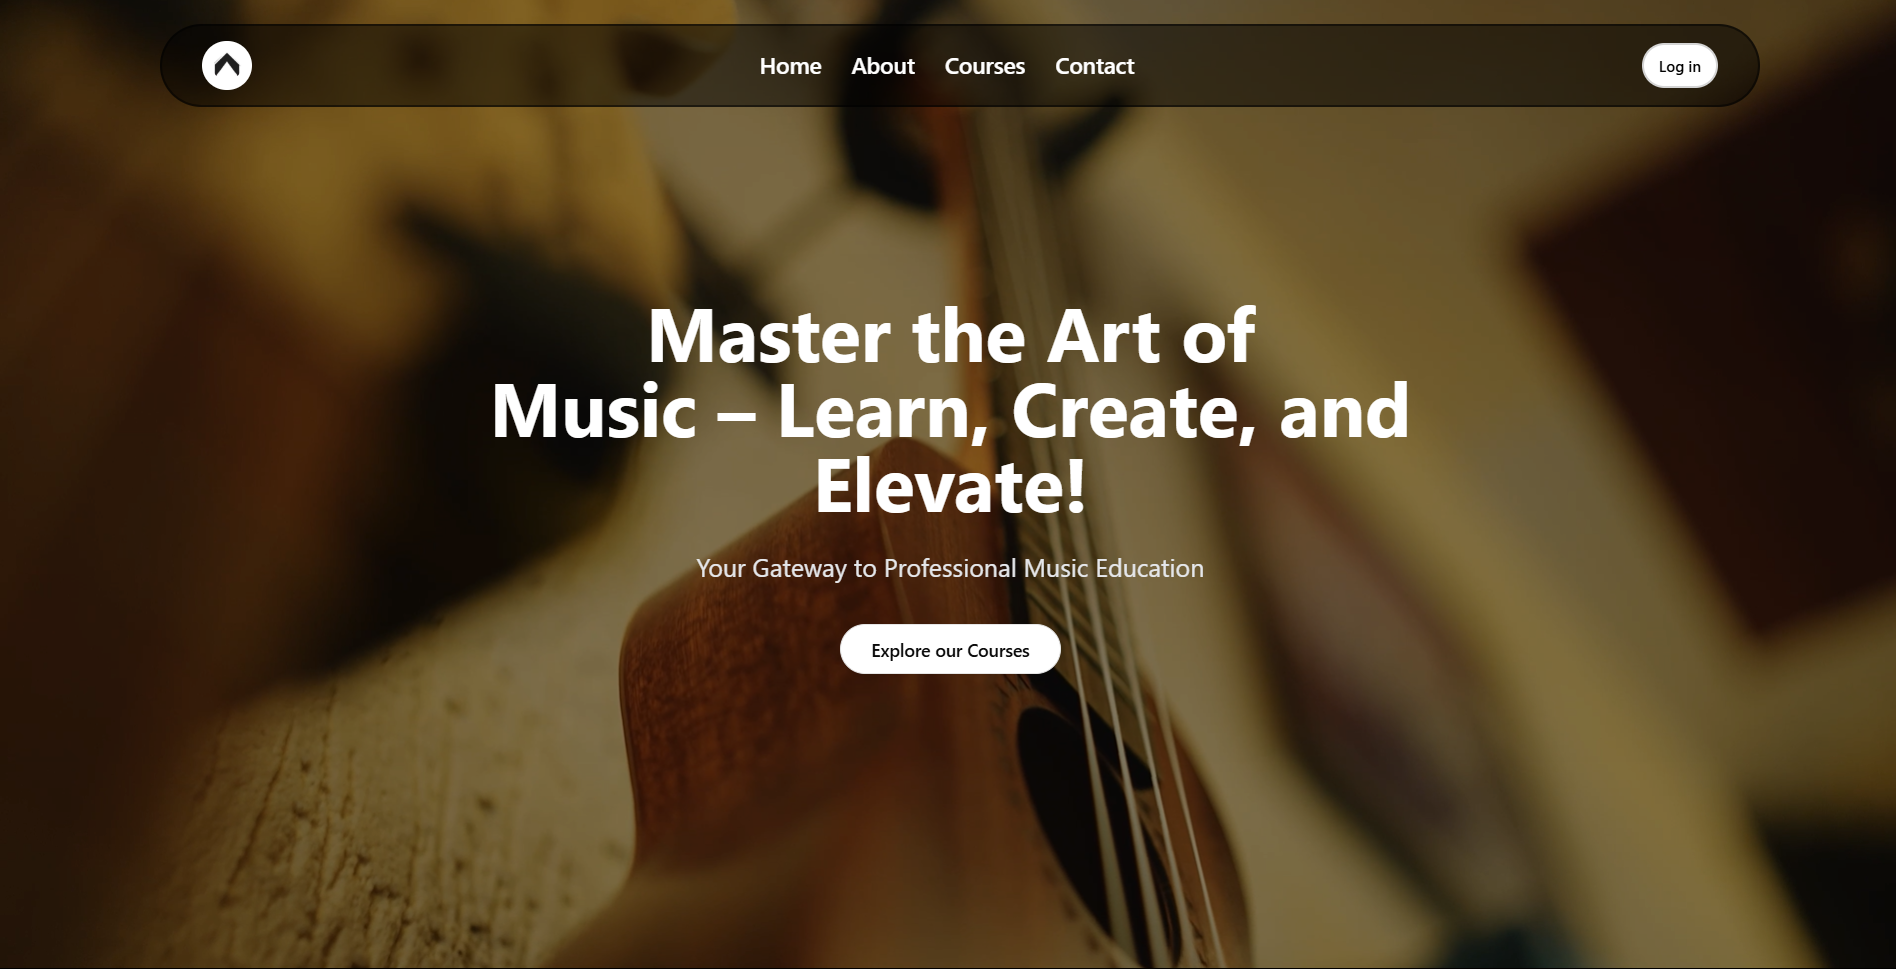 Home About Courses Contact
Log in
Master the Art of
Music – Learn, Create, and
Elevate!
Your Gateway to Professional Music Education
Explore our Courses